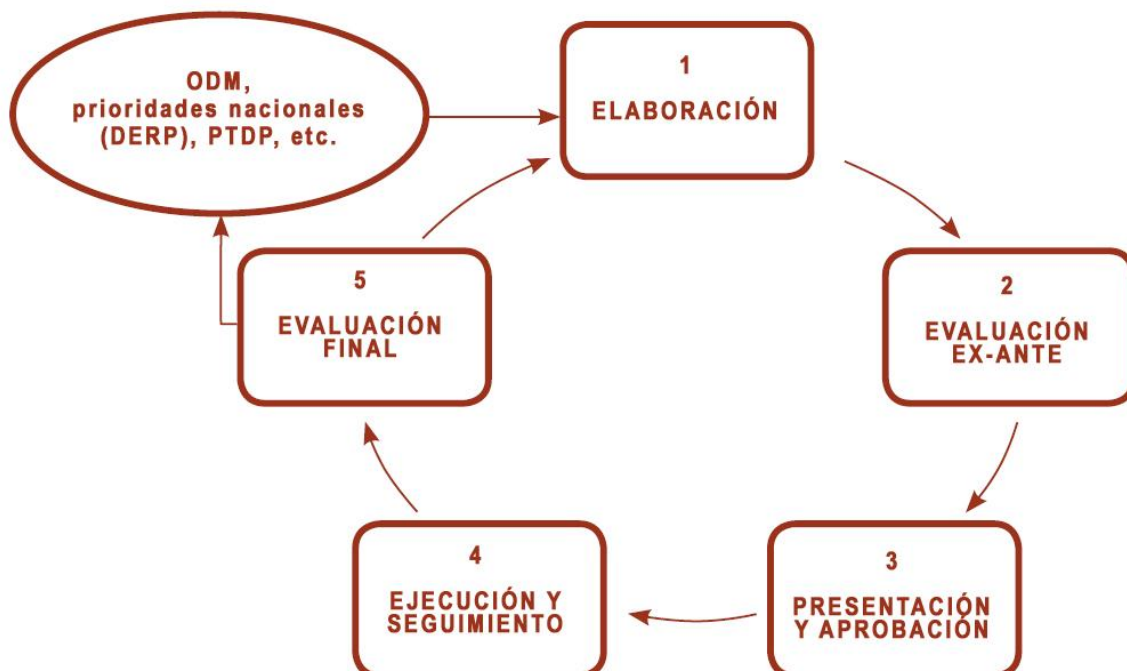 ODM,
prioridades nacionales
(DERP), PTDP, etc.
1
ELABORACIÓN
2
EVALUACIÓN
EX-ANTE
3
PRESENTACIÓN
Y APROBACIÓN
4
EJECUCIÓN Y
SEGUIMIENTO
5
EVALUACIÓN
FINAL